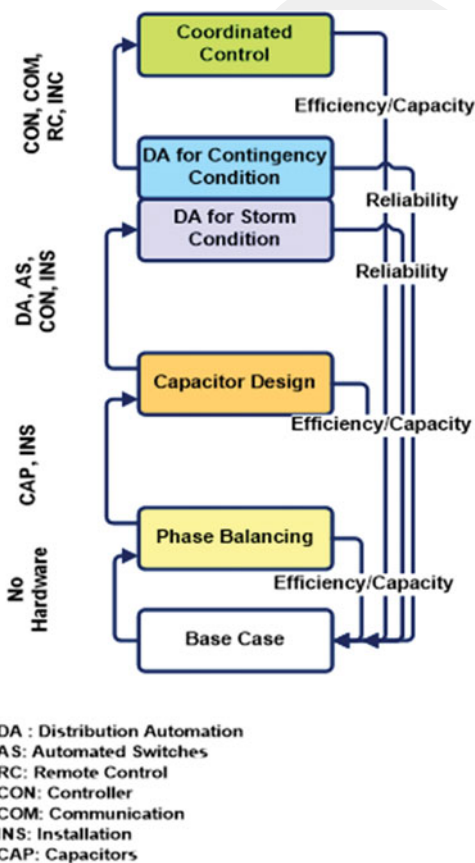 Coordinated
Control
CON, COM,
RC, INC
Efficiency/Capacity
DA for Contingency
Condition
Reliability
DA for Storm
Condition
Reliability
DA, AS,
CON, INS
Capacitor Design
Efficiency/Capacity
CAP, INS
Phase Balancing
Efficiency/Capacity
No
Hardware
Base Case
DA : Distribution Automation
AS: Automated Switches
RC: Remote Control
CON: Controller
COM: Communication
INS: Installation
CAP: Capacitors